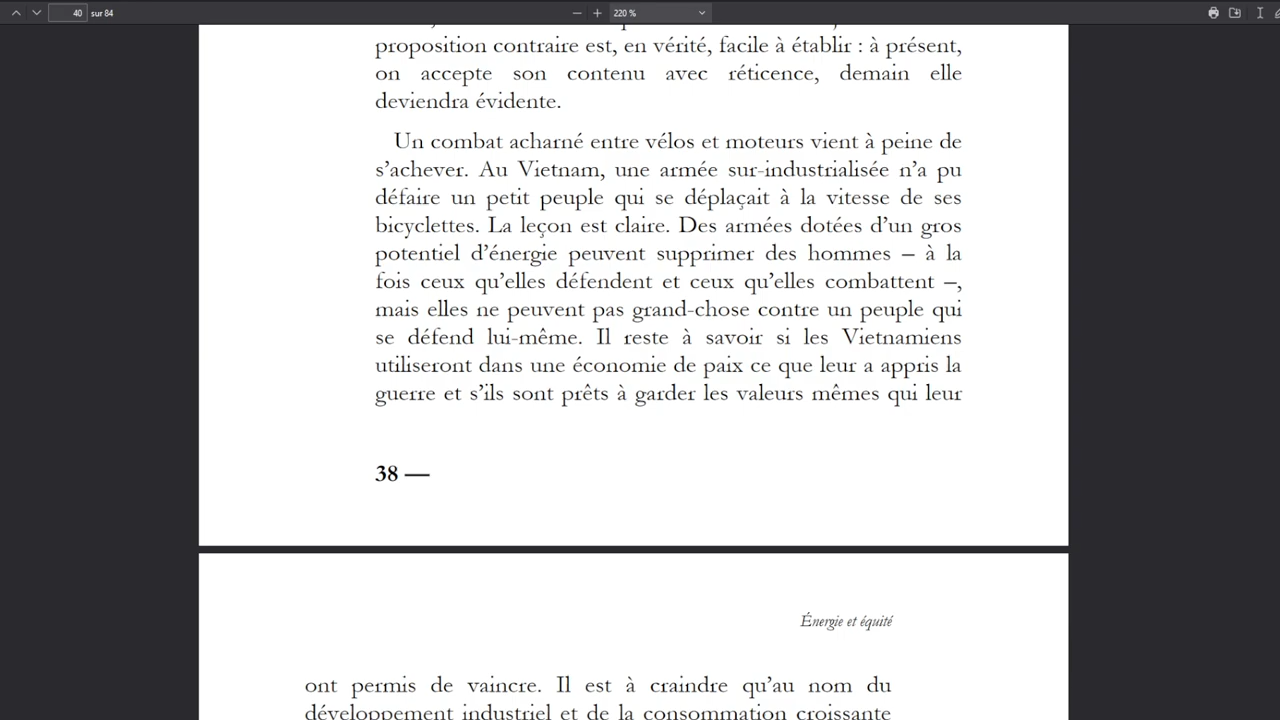 40 sur 84
220 %
proposition contraire est, en vérité, facile à établir : à présent,
on accepte son contenu avec réticence, demain elle
deviendra évidente.
Un combat acharné entre vélos et moteurs vient à peine de
s’achever. Au Vietnam, une armée sur-industrialisée n’a pu
défaire un petit peuple qui se déplaçait à la vitesse de ses
bicyclettes. La leçon est claire. Des armées dotées d’un gros
potentiel d’énergie peuvent supprimer des hommes – à la
fois ceux qu’elles défendent et ceux qu’elles combattent –,
mais elles ne peuvent pas grand-chose contre un peuple qui
se défend lui-même. Il reste à savoir si les Vietnamiens
utiliseront dans une économie de paix ce que leur a appris la
guerre et s’ils sont prêts à garder les valeurs mêmes qui leur
38 —
Énergie et équité
ont permis de vaincre. Il est à craindre qu’au nom du
développement industriel et de la consommation croissante